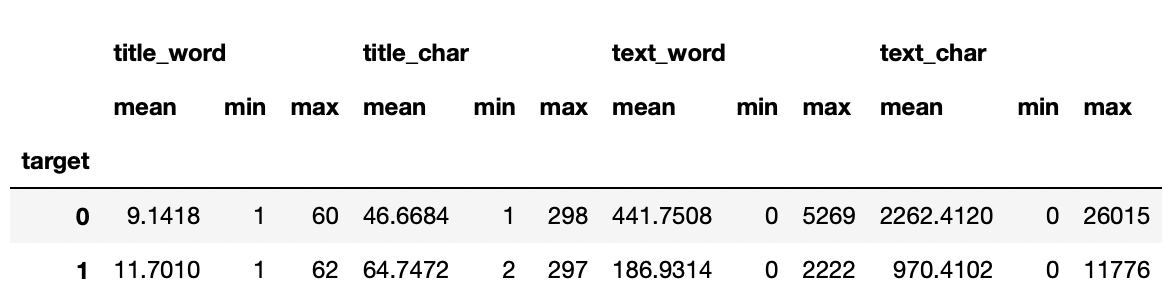 title_word title_char text_word text_char
mean min max mean min max mean min max mean min max
target
0 9.1418 1 60 46.6684 1 298 441.7508 0 5269 2262.4120 0 26015
1 11.7010 1 62 64.7472 2 297 186.9314 0 2222 970.4102 0 11776